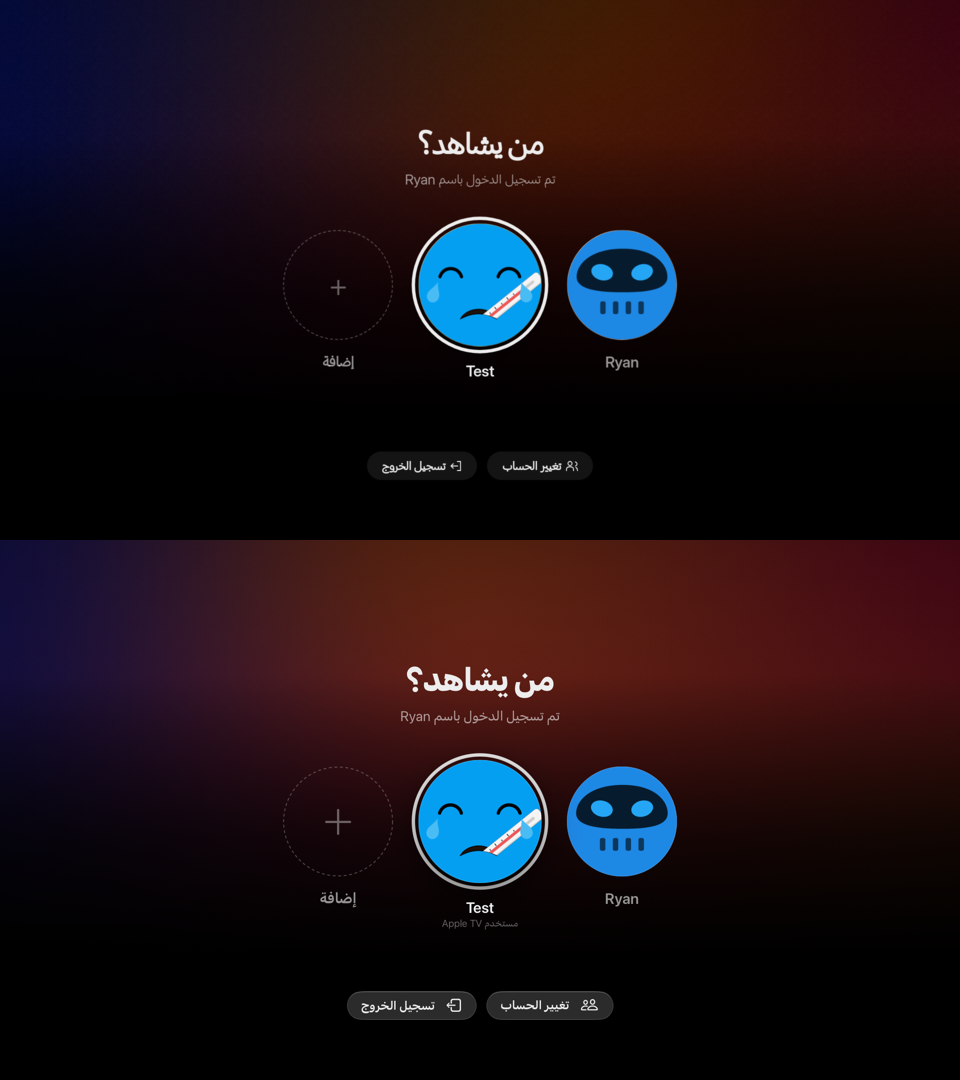 من يشاهد؟
تم تسجيل الدخول باسم Ryan
Ryan
Test
إضافة
تغيير الحساب
تسجيل الخروج
من يشاهد؟
تم تسجيل الدخول باسم Ryan
Ryan
Test
مستخدم Apple TV
إضافة
تغيير الحساب
تسجيل الخروج